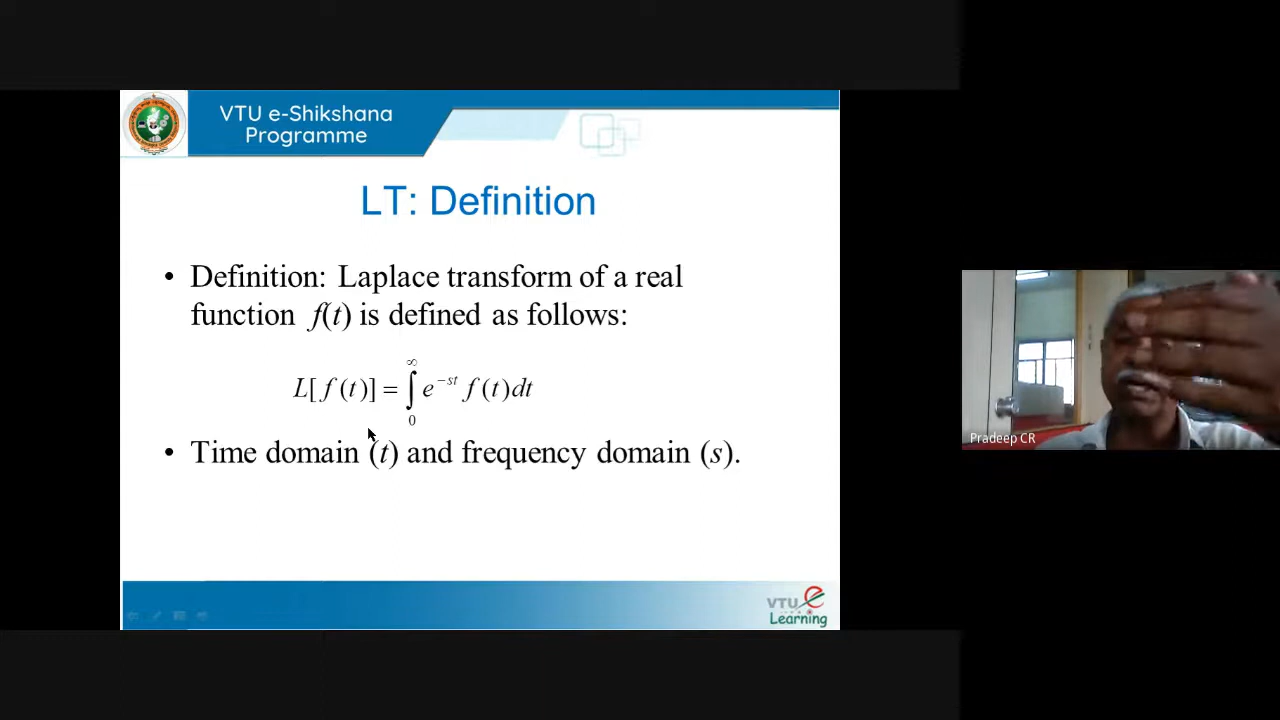 VTU e-Shikshana
Programme
LT: Definition
• Definition: Laplace transform of a real
function f(t) is defined as follows:
L[ f (t)] = ∫₀^∞ e^{−st} f (t)dt
• Time domain (t) and frequency domain (s).
VTU e
Learning
Pradeep CR